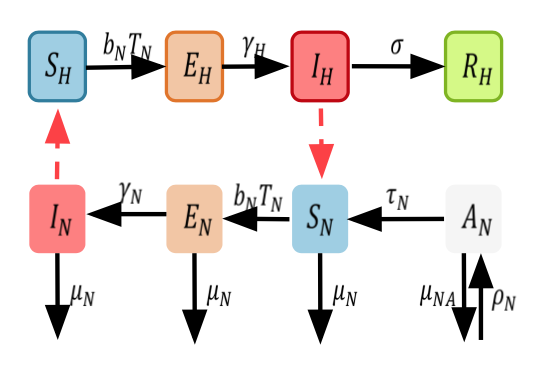 b_N T_N γ_H σ
S_H E_H I_H R_H
γ_N b_N T_N τ_N
I_N E_N S_N A_N
μ_N μ_N μ_N μ_NA ρ_N